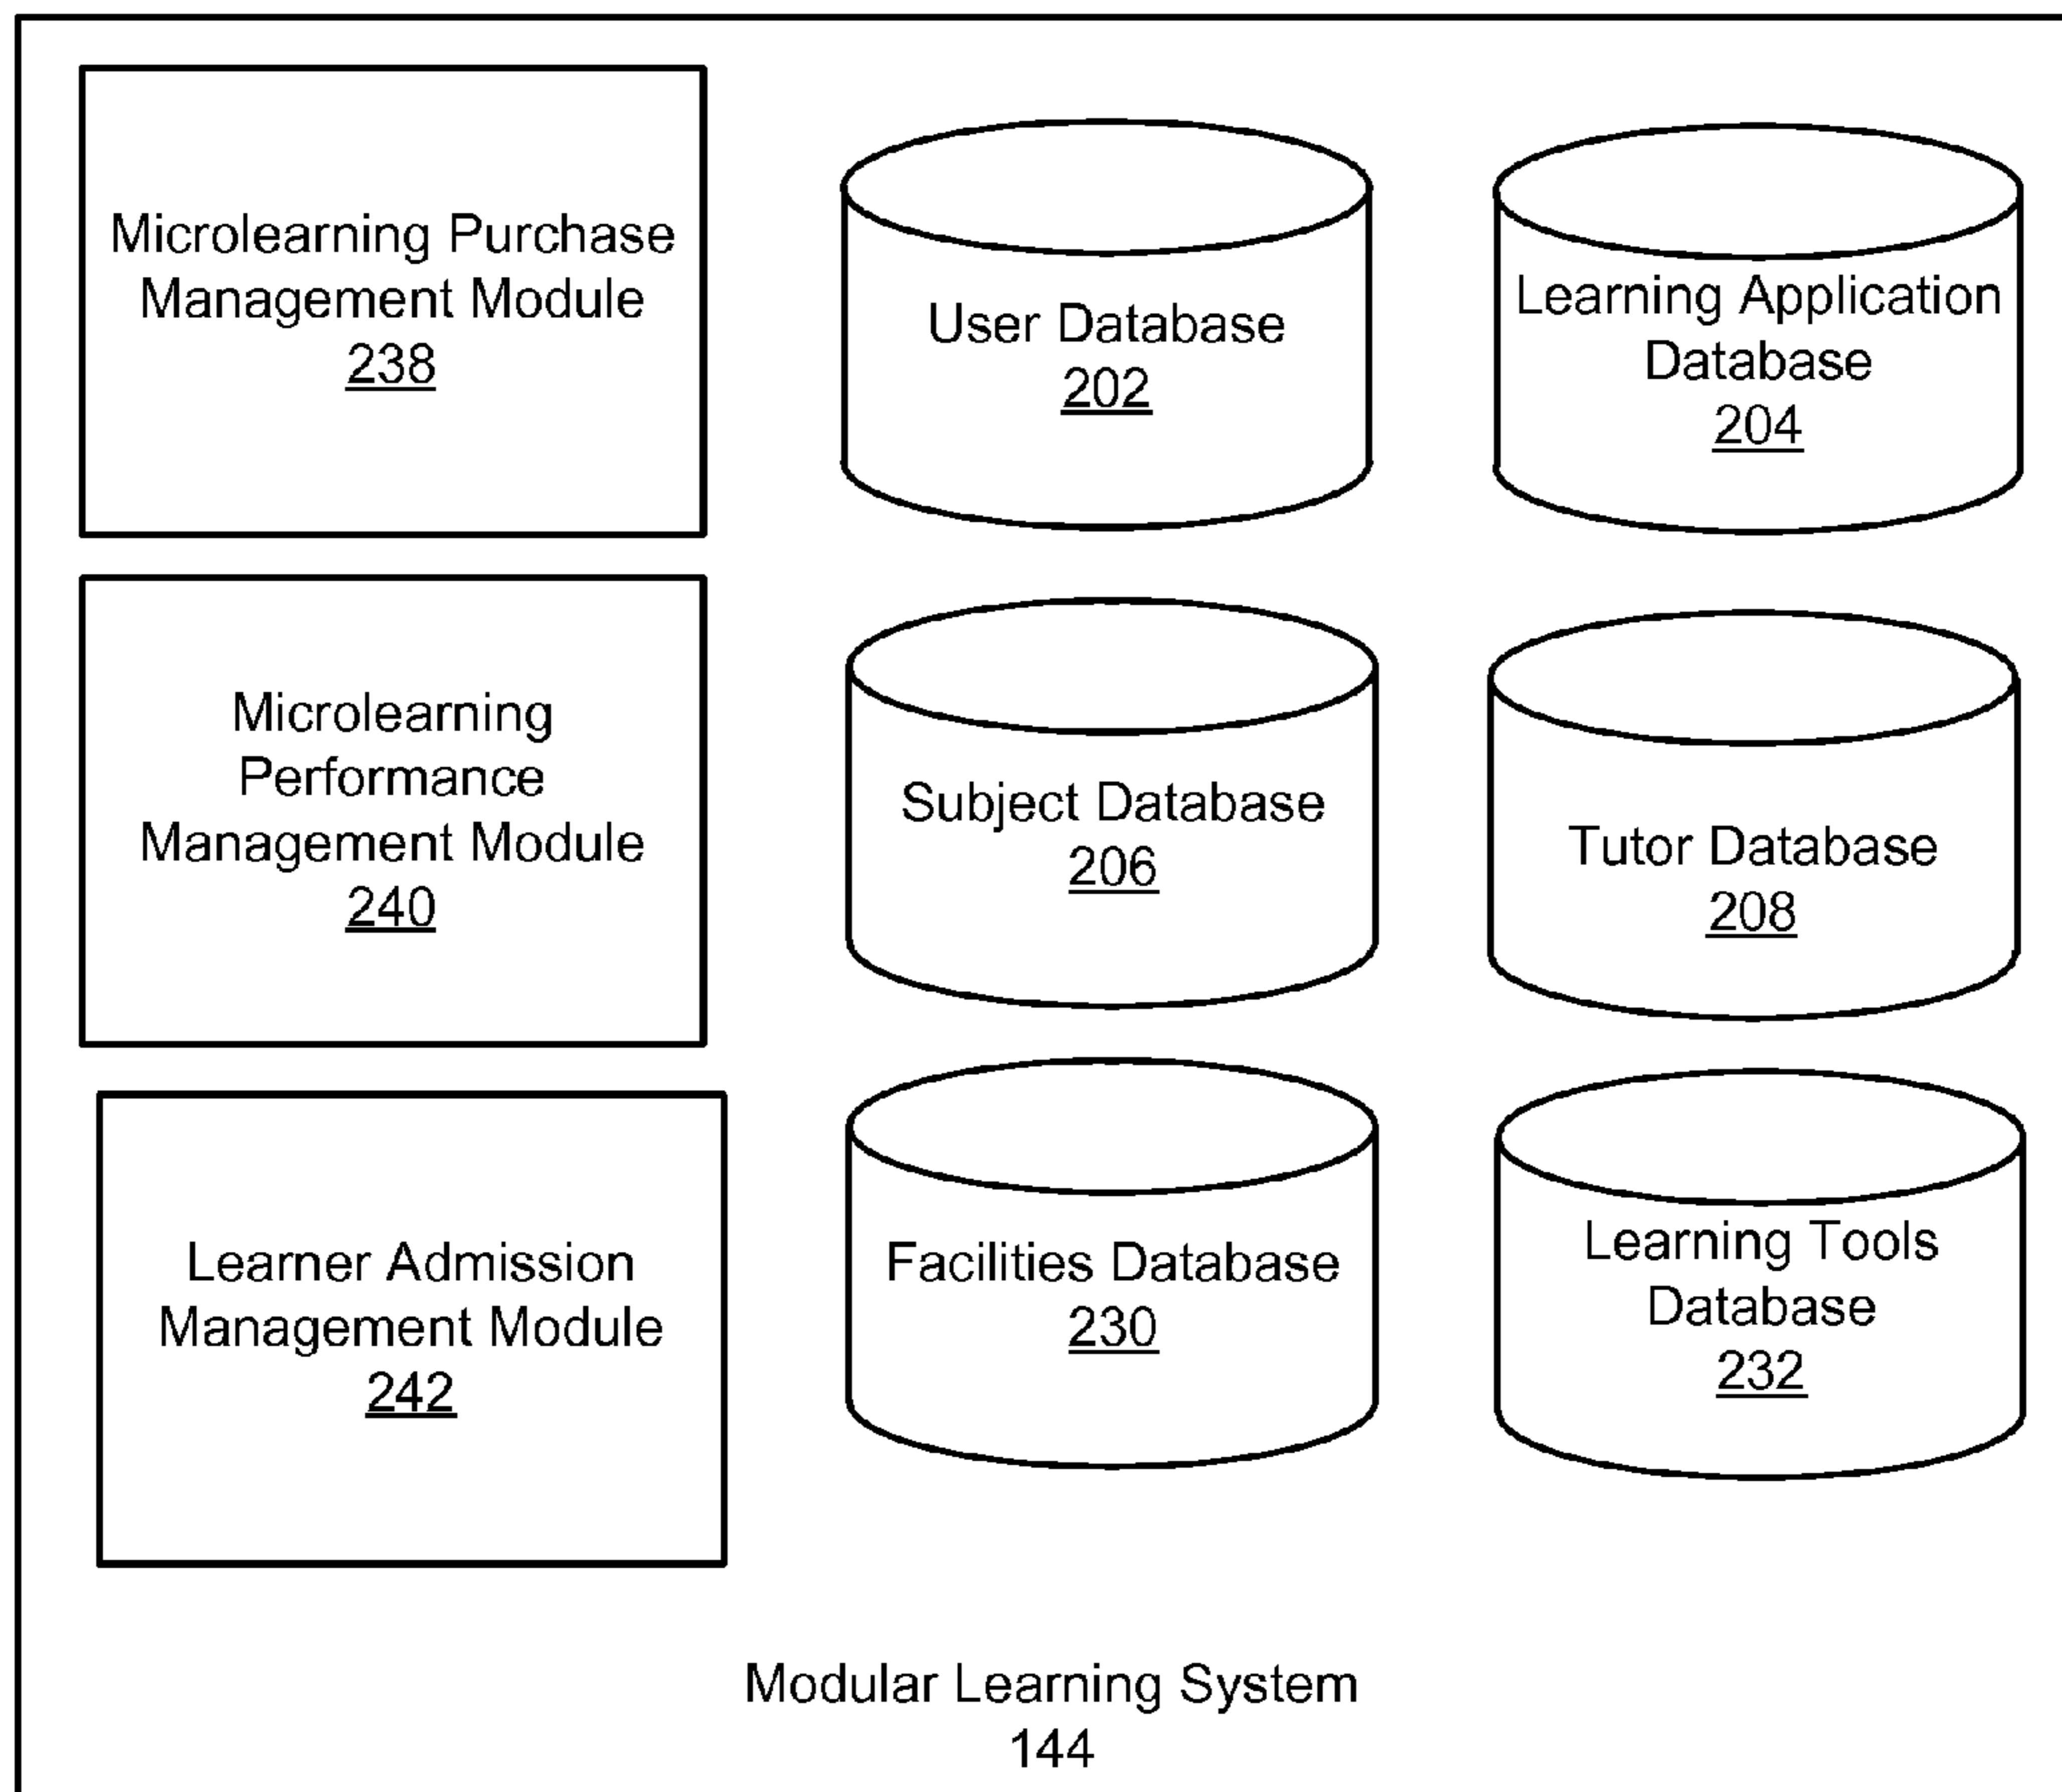 Microlearning Purchase
Management Module
238
User Database
202
Learning Application
Database
204
Microlearning
Performance
Management Module
240
Subject Database
206
Tutor Database
208
Learner Admission
Management Module
242
Facilities Database
230
Learning Tools
Database
232
Modular Learning System
144